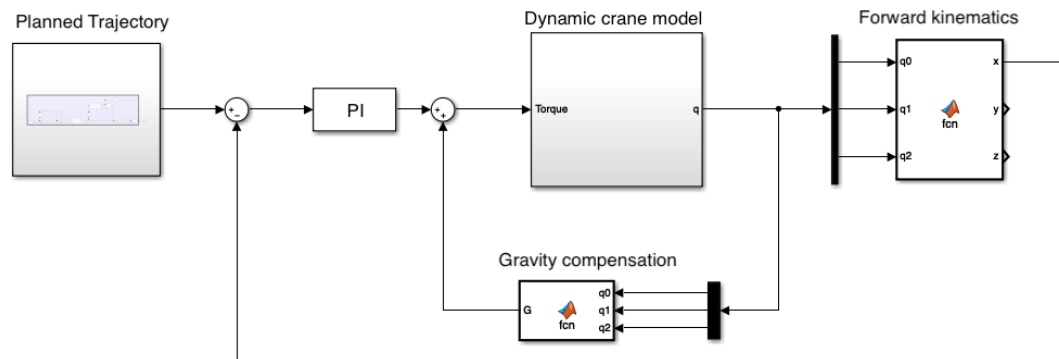 Planned Trajectory
Dynamic crane model
Forward kinematics
PI
Torque
q
q0
q1
q2
fcn
x
y
z
Gravity compensation
G
fcn
q0
q1
q2